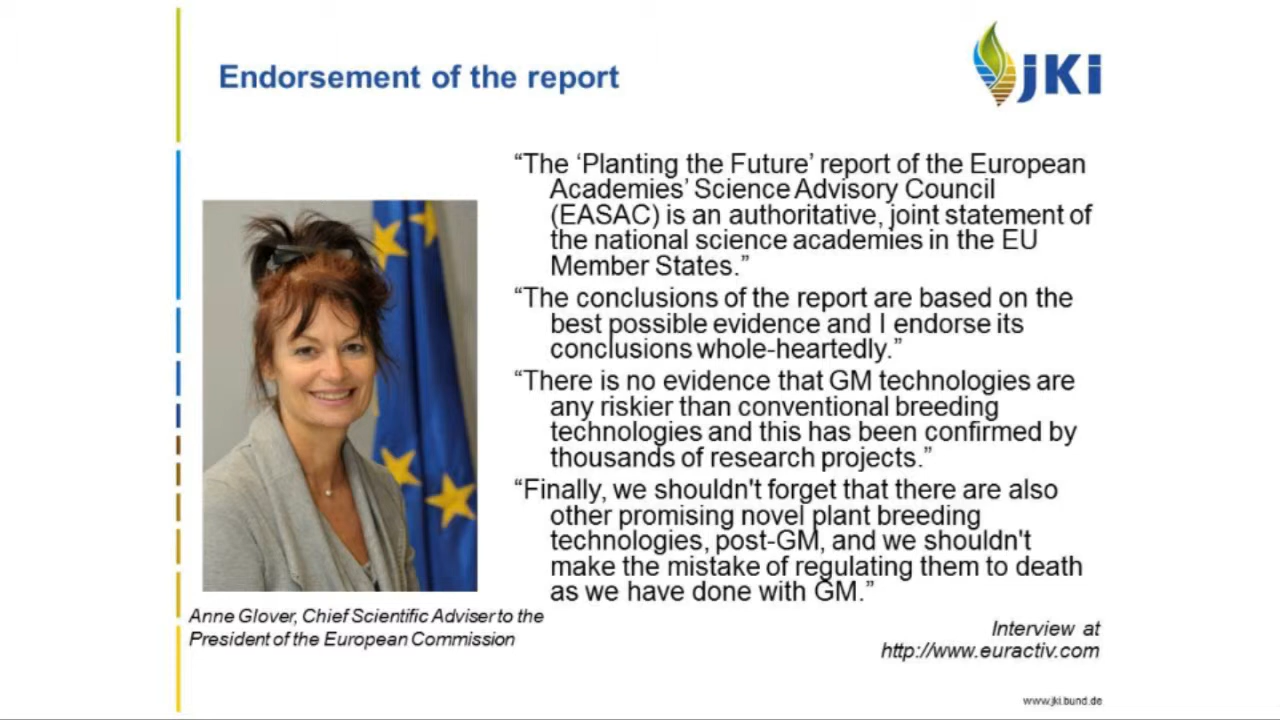 Endorsement of the report
JKI
“The ‘Planting the Future’ report of the European
Academies’ Science Advisory Council
(EASAC) is an authoritative, joint statement of
the national science academies in the EU
Member States.”
“The conclusions of the report are based on the
best possible evidence and I endorse its
conclusions whole-heartedly.”
“There is no evidence that GM technologies are
any riskier than conventional breeding
technologies and this has been confirmed by
thousands of research projects.”
“Finally, we shouldn't forget that there are also
other promising novel plant breeding
technologies, post-GM, and we shouldn't
make the mistake of regulating them to death
as we have done with GM.”
Anne Glover, Chief Scientific Adviser to the
President of the European Commission
Interview at
http://www.euractiv.com
www.jki.bund.de